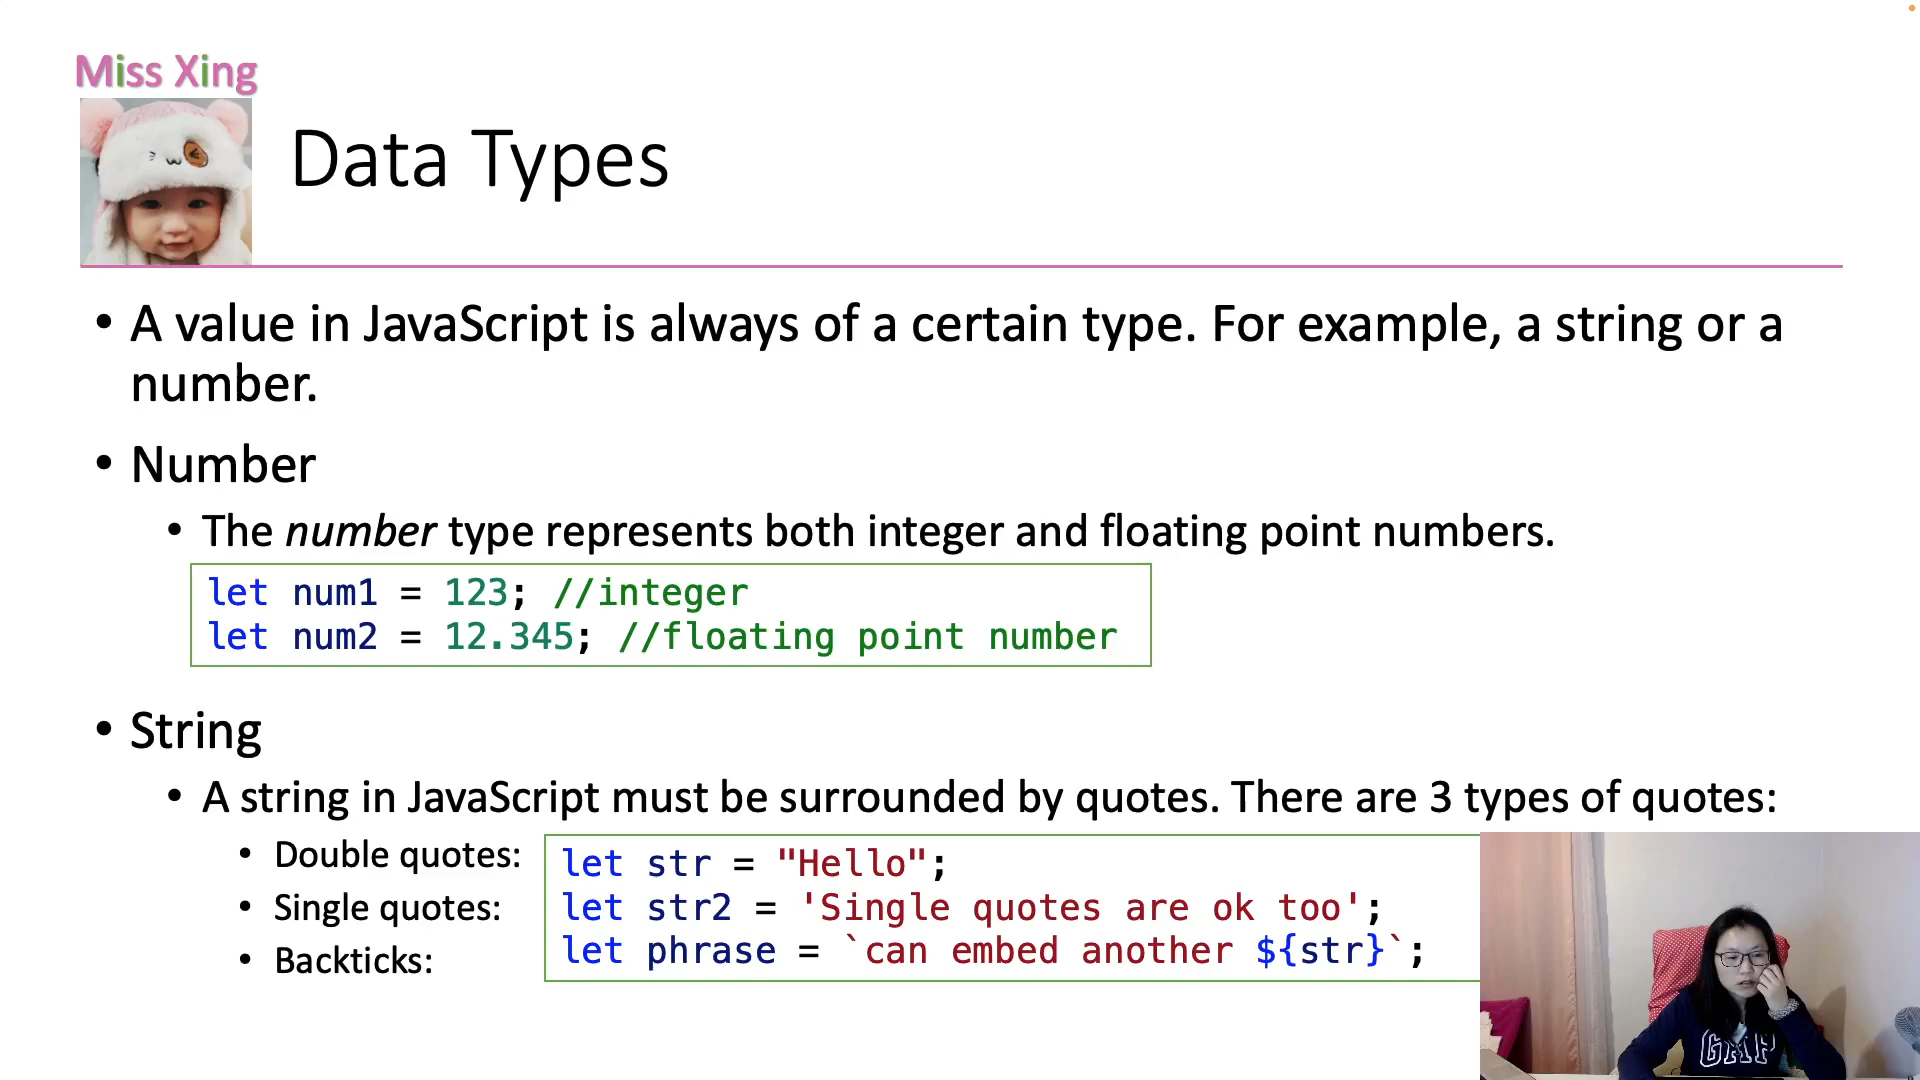 Miss Xing
Data Types
• A value in JavaScript is always of a certain type. For example, a string or a
number.
• Number
• The number type represents both integer and floating point numbers.
let num1 = 123; //integer
let num2 = 12.345; //floating point number
• String
• A string in JavaScript must be surrounded by quotes. There are 3 types of quotes:
• Double quotes:
• Single quotes:
• Backticks:
let str = "Hello";
let str2 = 'Single quotes are ok too';
let phrase = `can embed another ${str}`;
GAP